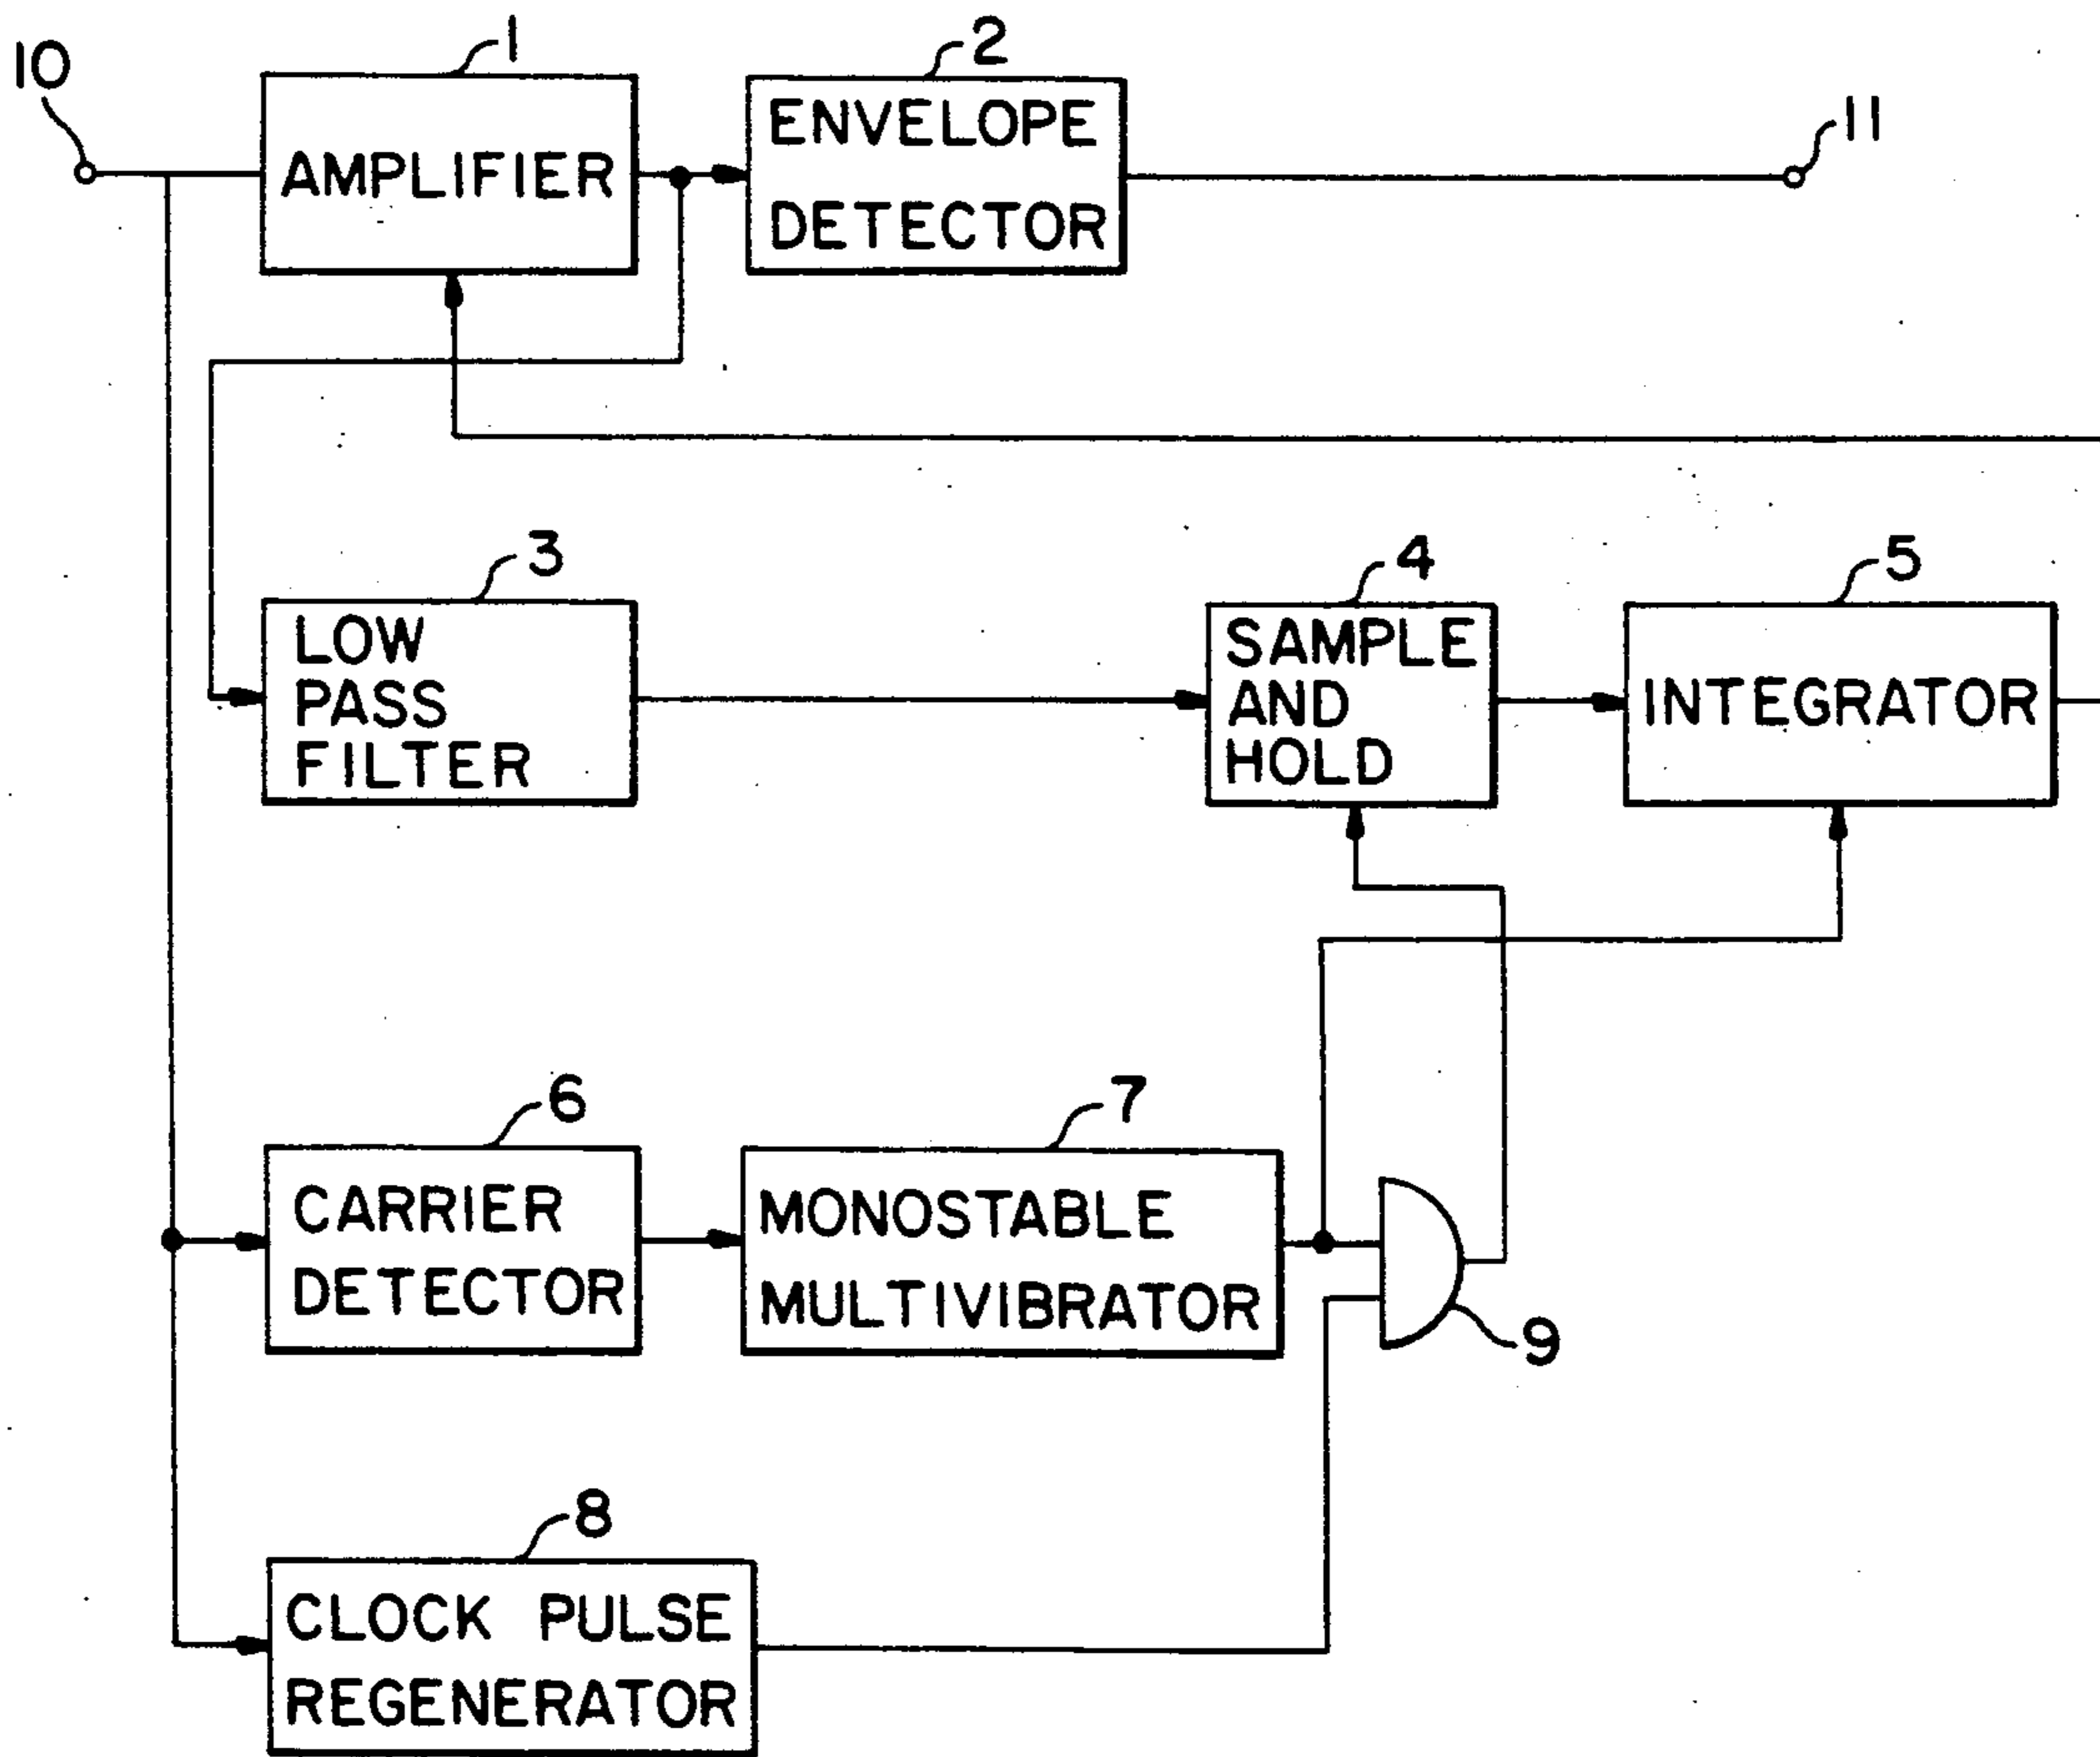 10
1
AMPLIFIER
2
ENVELOPE
DETECTOR
11
3
LOW
PASS
FILTER
4
SAMPLE
AND
HOLD
5
INTEGRATOR
6
CARRIER
DETECTOR
7
MONOSTABLE
MULTIVIBRATOR
9
8
CLOCK PULSE
REGENERATOR